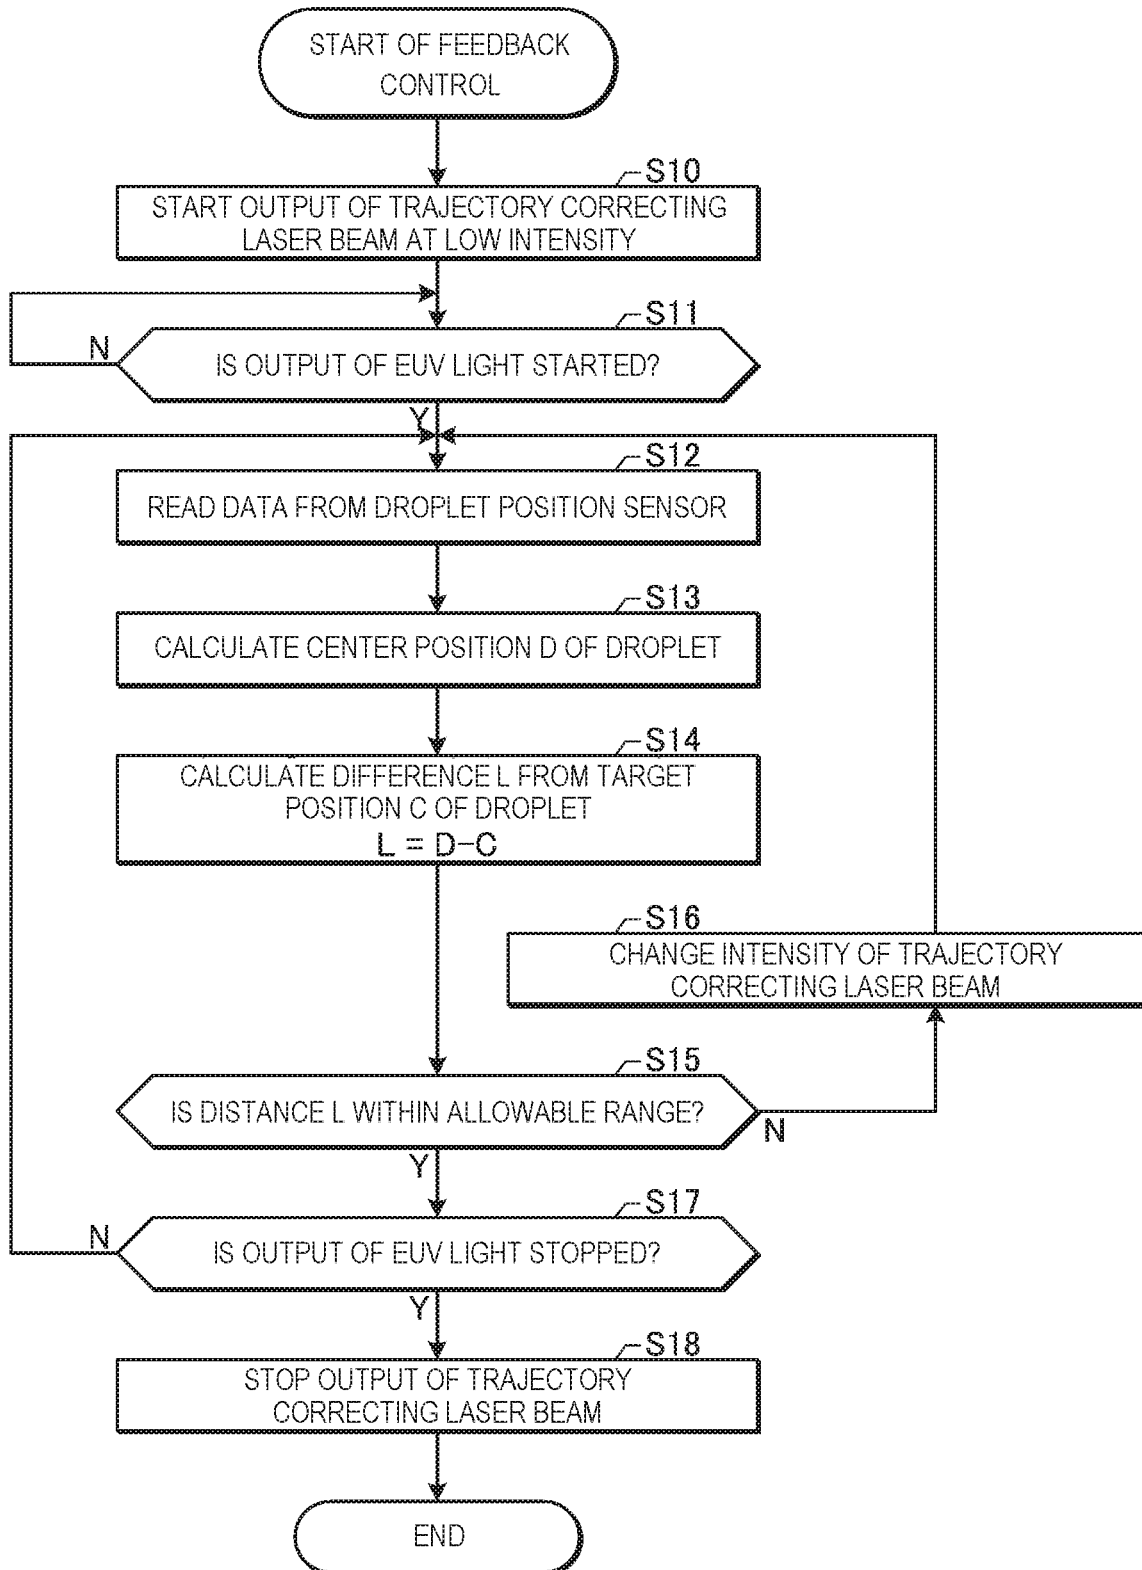 START OF FEEDBACK
CONTROL
S10
START OUTPUT OF TRAJECTORY CORRECTING
LASER BEAM AT LOW INTENSITY
S11
N
IS OUTPUT OF EUV LIGHT STARTED?
Y
S12
READ DATA FROM DROPLET POSITION SENSOR
S13
CALCULATE CENTER POSITION D OF DROPLET
S14
CALCULATE DIFFERENCE L FROM TARGET
POSITION C OF DROPLET
L = D-C
S16
CHANGE INTENSITY OF TRAJECTORY
CORRECTING LASER BEAM
S15
IS DISTANCE L WITHIN ALLOWABLE RANGE?
N
Y
S17
N
IS OUTPUT OF EUV LIGHT STOPPED?
Y
S18
STOP OUTPUT OF TRAJECTORY
CORRECTING LASER BEAM
END